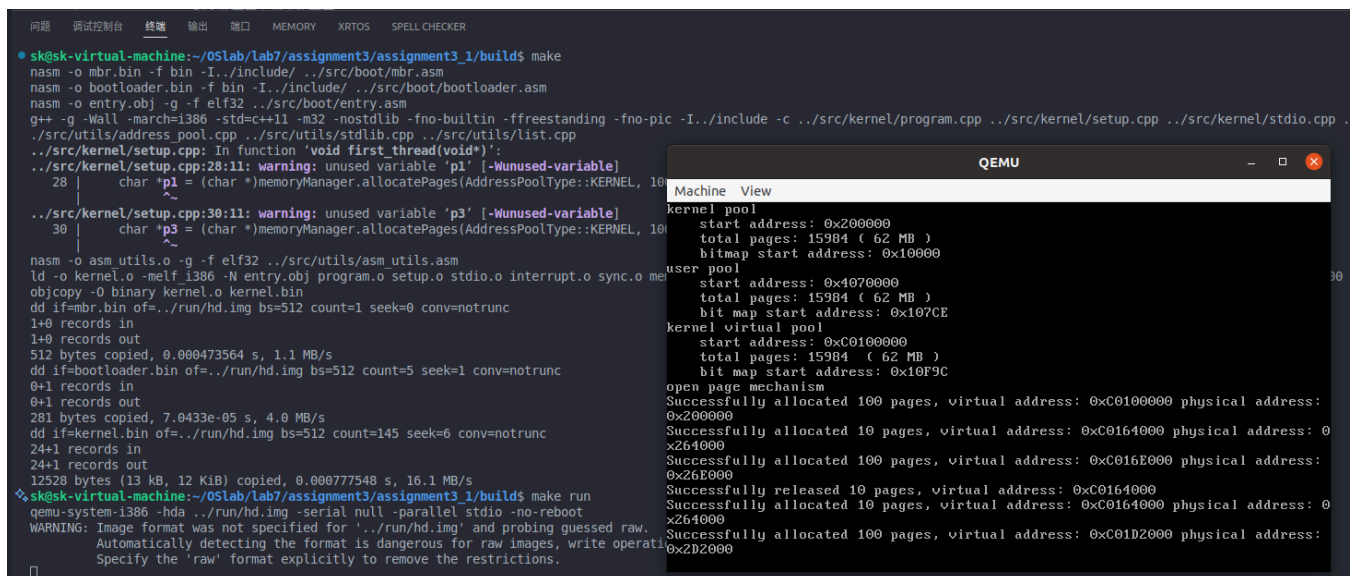 问题 调试控制台 终端 输出 端口 MEMORY XRTOS SPELL CHECKER
sk@sk-virtual-machine:~/OSlab/lab7/assignment3/assignment3_1/build$ make
nasm -o mbr.bin -f bin -I../include/ ../src/boot/mbr.asm
nasm -o bootloader.bin -f bin -I../include/ ../src/boot/bootloader.asm
nasm -o entry.obj -g -f elf32 ../src/boot/entry.asm
g++ -g -Wall -march=i386 -std=c++11 -m32 -nostdlib -fno-builtin -ffreestanding -fno-pic -I../include -c ../src/kernel/program.cpp ../src/kernel/setup.cpp ../src/kernel/stdio.cpp .
./src/utils/address_pool.cpp ../src/utils/stdlib.cpp ../src/utils/list.cpp
../src/kernel/setup.cpp: In function ‘void first_thread(void*)’:
../src/kernel/setup.cpp:28:11: warning: unused variable ‘p1’ [-Wunused-variable]
28 | char *p1 = (char *)memoryManager.allocatePages(AddressPoolType::KERNEL, 10
| ^~
../src/kernel/setup.cpp:30:11: warning: unused variable ‘p3’ [-Wunused-variable]
30 | char *p3 = (char *)memoryManager.allocatePages(AddressPoolType::KERNEL, 10
| ^~
nasm -o asm_utils.o -g -f elf32 ../src/utils/asm_utils.asm
ld -o kernel.o -melf_i386 -N entry.obj program.o setup.o stdio.o interrupt.o sync.o me 00
objcopy -O binary kernel.o kernel.bin
dd if=mbr.bin of=../run/hd.img bs=512 count=1 seek=0 conv=notrunc
1+0 records in
1+0 records out
512 bytes copied, 0.000473564 s, 1.1 MB/s
dd if=bootloader.bin of=../run/hd.img bs=512 count=5 seek=1 conv=notrunc
0+1 records in
0+1 records out
281 bytes copied, 7.0433e-05 s, 4.0 MB/s
dd if=kernel.bin of=../run/hd.img bs=512 count=145 seek=6 conv=notrunc
24+1 records in
24+1 records out
12528 bytes (13 kB, 12 KiB) copied, 0.000777548 s, 16.1 MB/s
sk@sk-virtual-machine:~/OSlab/lab7/assignment3/assignment3_1/build$ make run
qemu-system-i386 -hda ../run/hd.img -serial null -parallel stdio -no-reboot
WARNING: Image format was not specified for '../run/hd.img' and probing guessed raw.
Automatically detecting the format is dangerous for raw images, write operati
Specify the 'raw' format explicitly to remove the restrictions.
QEMU
Machine View
kernel pool
start address: 0x200000
total pages: 15984 ( 62 MB )
bitmap start address: 0x10000
user pool
start address: 0x4070000
total pages: 15984 ( 62 MB )
bit map start address: 0x107CE
kernel virtual pool
start address: 0xC0100000
total pages: 15984 ( 62 MB )
bit map start address: 0x10F9C
open page mechanism
Successfully allocated 100 pages, virtual address: 0xC0100000 physical address:
0x200000
Successfully allocated 10 pages, virtual address: 0xC0164000 physical address: 0
x264000
Successfully allocated 100 pages, virtual address: 0xC016E000 physical address:
0x26E000
Successfully released 10 pages, virtual address: 0xC0164000
Successfully allocated 10 pages, virtual address: 0xC0164000 physical address: 0
x264000
Successfully allocated 100 pages, virtual address: 0xC01D2000 physical address:
0x2D2000